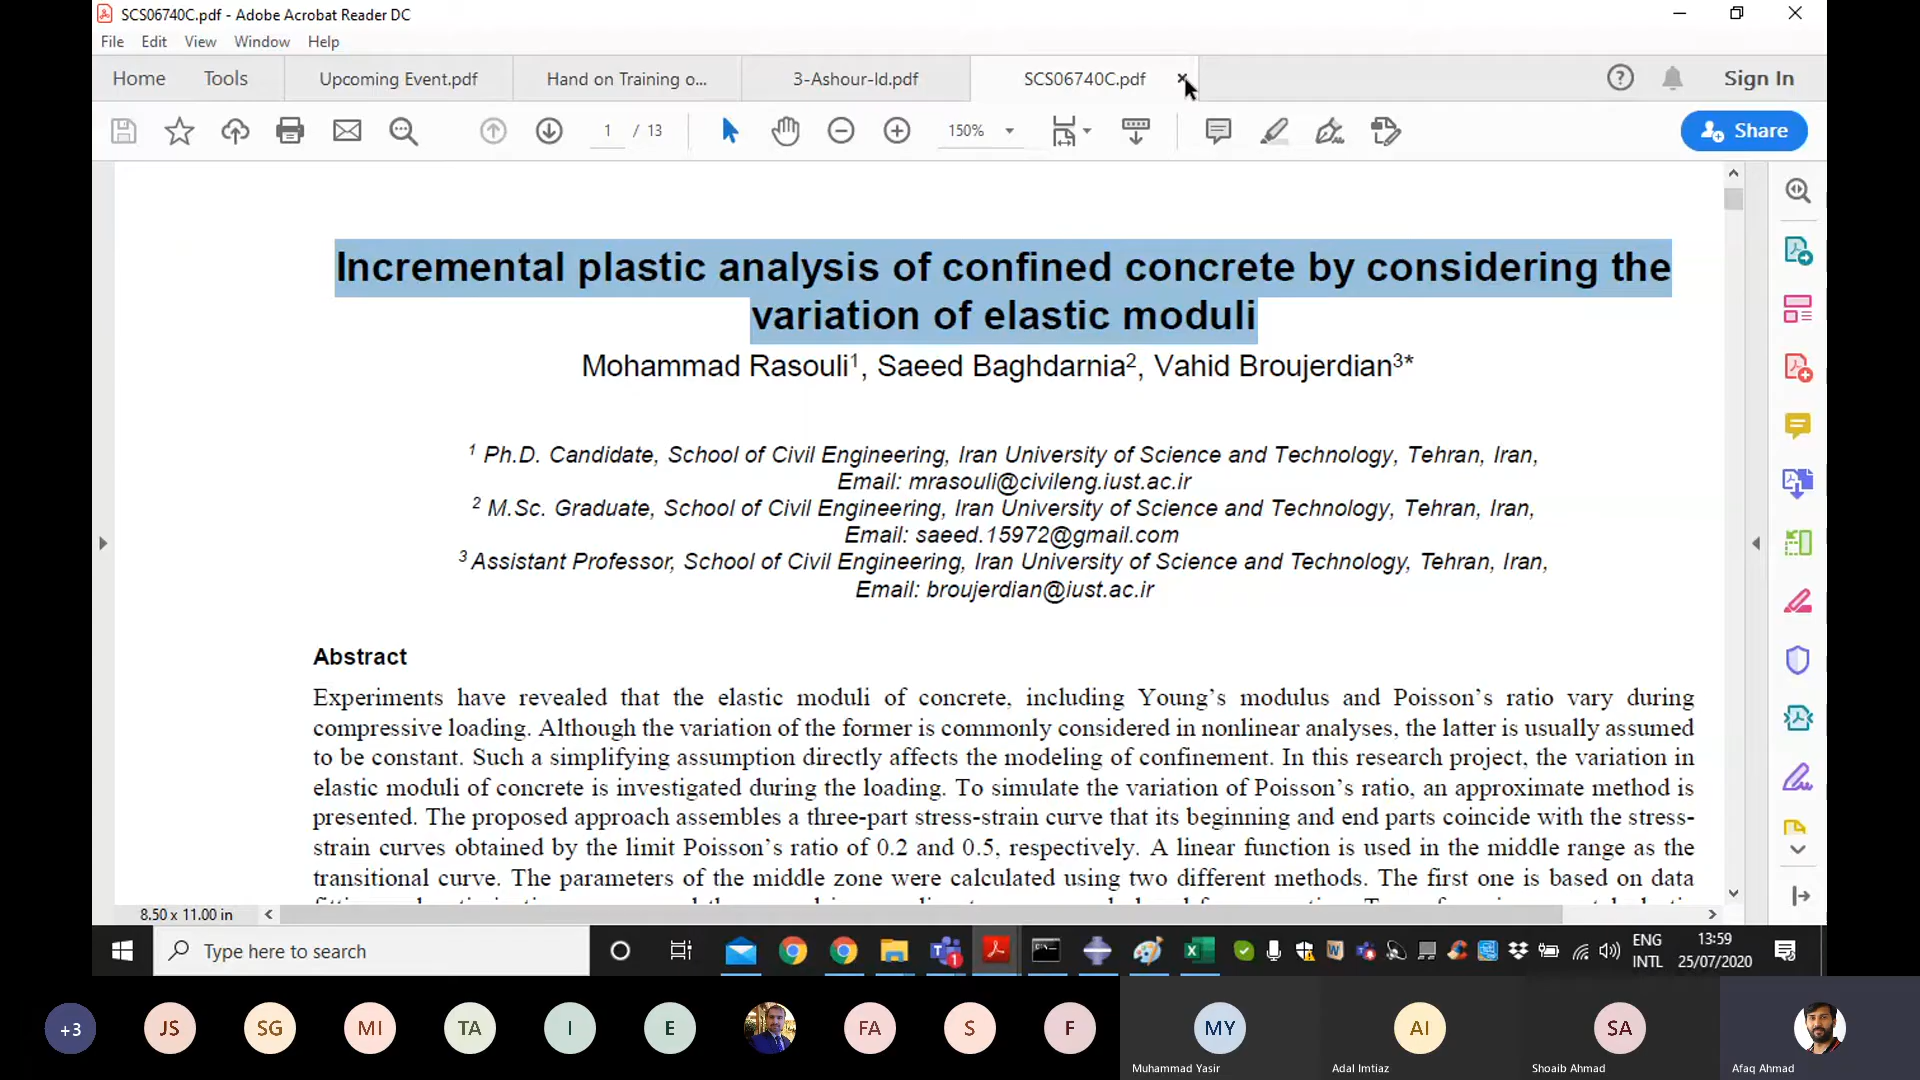 SCS06740C.pdf - Adobe Acrobat Reader DC
File Edit View Window Help
Home Tools Upcoming Event.pdf Hand on Training o... 3-Ashour-Id.pdf SCS06740C.pdf Sign In
1 / 13 150% Share
Incremental plastic analysis of confined concrete by considering the
variation of elastic moduli
Mohammad Rasouli1, Saeed Baghdarnia2, Vahid Broujerdian3*
1 Ph.D. Candidate, School of Civil Engineering, Iran University of Science and Technology, Tehran, Iran,
Email: mrasouli@civileng.iust.ac.ir
2 M.Sc. Graduate, School of Civil Engineering, Iran University of Science and Technology, Tehran, Iran,
Email: saeed.15972@gmail.com
3 Assistant Professor, School of Civil Engineering, Iran University of Science and Technology, Tehran, Iran,
Email: broujerdian@iust.ac.ir
Abstract
Experiments have revealed that the elastic moduli of concrete, including Young's modulus and Poisson's ratio vary during
compressive loading. Although the variation of the former is commonly considered in nonlinear analyses, the latter is usually assumed
to be constant. Such a simplifying assumption directly affects the modeling of confinement. In this research project, the variation in
elastic moduli of concrete is investigated during the loading. To simulate the variation of Poisson's ratio, an approximate method is
presented. The proposed approach assembles a three-part stress-strain curve that its beginning and end parts coincide with the stress-
strain curves obtained by the limit Poisson's ratio of 0.2 and 0.5, respectively. A linear function is used in the middle range as the
transitional curve. The parameters of the middle zone were calculated using two different methods. The first one is based on data
8.50 x 11.00 in
Type here to search
ENG 13:59
INTL 25/07/2020
+3 JS SG MI TA I E FA S F MY AI SA
Muhammad Yasir Adal Imtiaz Shoaib Ahmad Afaq Ahmad